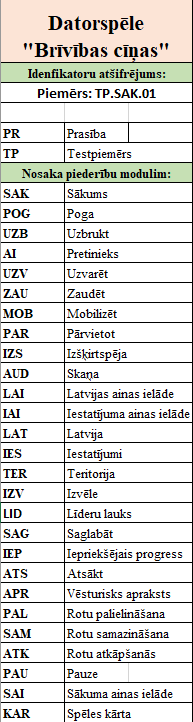 Datorspēle
"Brīvības cīņas"
Idenfikatoru atšifrējums:
Piemērs: TP.SAK.01
PR Prasība
TP Testpiemērs
Nosaka piederību modulim:
SAK Sākums
POG Poga
UZB Uzbrukt
AI Pretinieks
UZV Uzvarēt
ZAU Zaudēt
MOB Mobilizēt
PAR Pārvietot
IZS Izšķirtspēja
AUD Skaņa
LAI Latvijas ainas ielāde
IAI Iestatījuma ainas ielāde
LAT Latvija
IES Iestatījumi
TER Teritorija
IZV Izvēle
LID Līderu lauks
SAG Saglabāt
IEP Iepriekšējais progress
ATS Atsākt
APR Vēsturisks apraksts
PAL Rotu palielināšana
SAM Rotu samazināšana
ATK Rotu atkāpšanās
PAU Pauze
SAI Sākuma ainas ielāde
KAR Spēles kārta